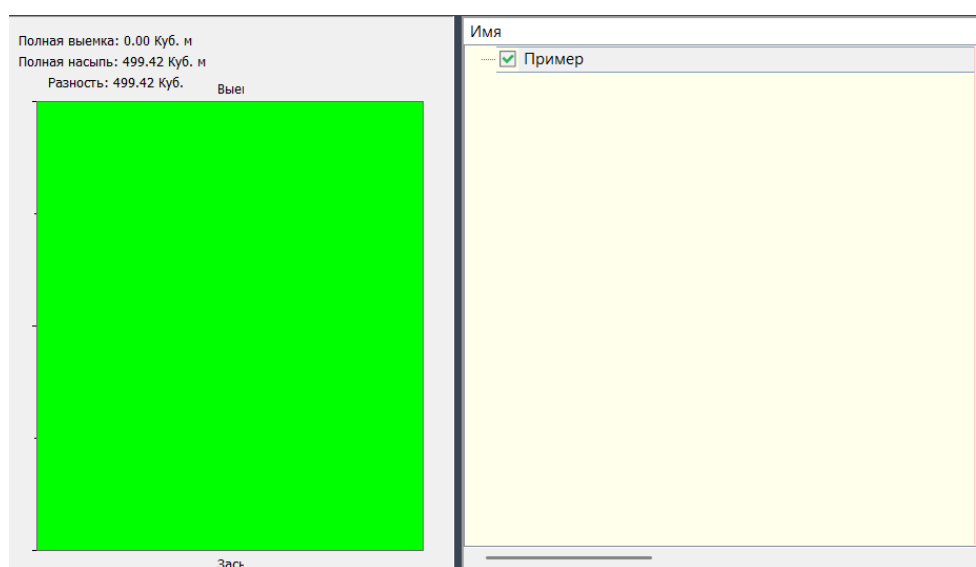 Полная выемка: 0.00 Куб. м
Полная насыпь: 499.42 Куб. м
Разность: 499.42 Куб.
Имя
Пример